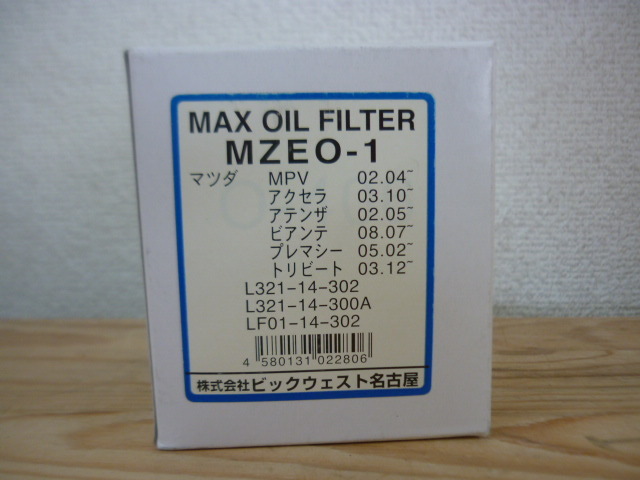 MAX OIL FILTER
MZEO-1
マツダ MPV 02.04~
アクセラ 03.10~
アテンザ 02.05~
ビアンテ 08.07~
プレマシー 05.02~
トリビート 03.12~
L321-14-302
L321-14-300A
LF01-14-302
4 580131 022806
株式会社ビックウェスト名古屋